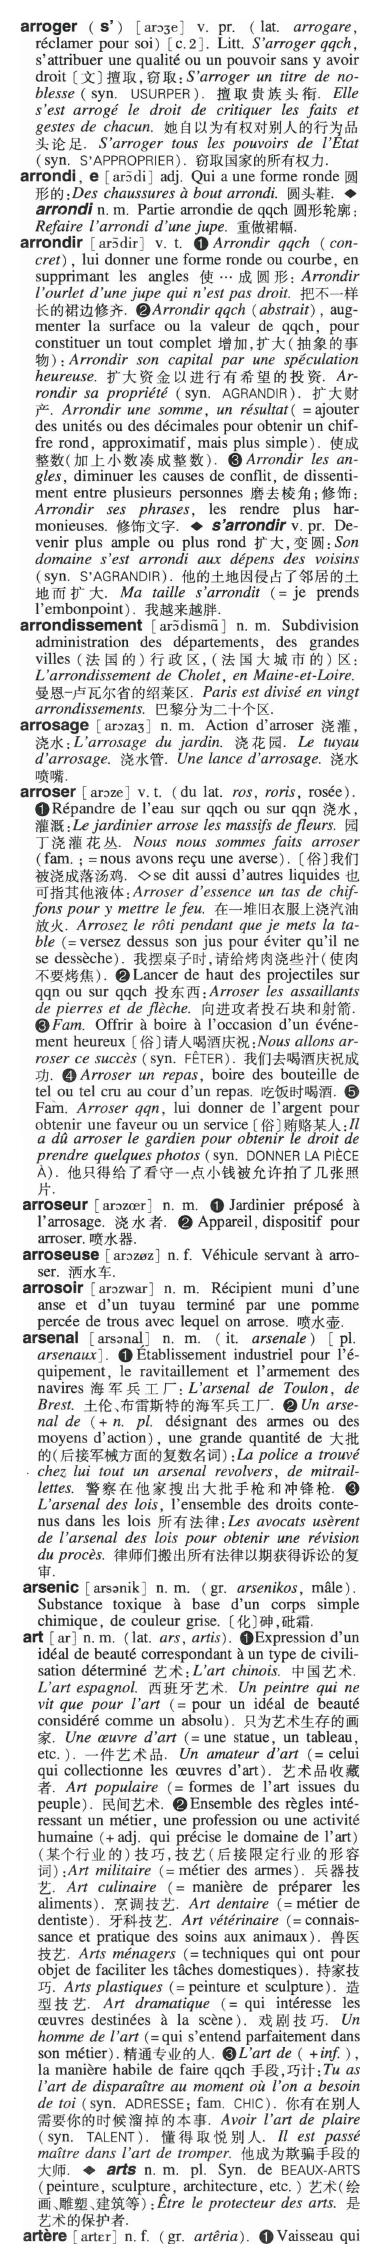 arroger ( s’ ) [ arɔʒe ] v. pr. ( lat. arrogare,
réclamer pour soi) [ c. 2 ]. Litt. S'arroger qqch,
s'attribuer une qualité ou un pouvoir sans y avoir
droit [文] 擅取,窃取: S'arroger un titre de no-
blesse ( syn. USURPER ). 擅取贵族头衔. Elle
s'est arrogé le droit de critiquer les faits et
gestes de chacun. 她自以为有权对别人的行为品
头论足. S'arroger tous les pouvoirs de l'État
( syn. S'APPROPRIER ). 窃取国家的所有权力.
arrondi, e [ arɔ̃di ] adj. Qui a une forme ronde 圆
形的: Des chaussures à bout arrondi. 圆头鞋. ◆
arrondi n. m. Partie arrondie de qqch 圆形轮廓:
Refaire l'arrondi d'une jupe. 重做裙幅.
arrondir [ arɔ̃dir ] v. t. ❶ Arrondir qqch ( con-
cret ), lui donner une forme ronde ou courbe, en
supprimant les angles 使 … 成圆形: Arrondir
l'ourlet d'une jupe qui n'est pas droit. 把不一样
长的裙边修齐. ❷ Arrondir qqch (abstrait), aug-
menter la surface ou la valeur de qqch, pour
constituer un tout complet 增加,扩大(抽象的事
物): Arrondir son capital par une spéculation
heureuse. 扩大资金以进行有希望的投资. Ar-
rondir sa propriété ( syn. AGRANDIR ). 扩大财
产. Arrondir une somme, un résultat ( = ajouter
des unités ou des décimales pour obtenir un chif-
fre rond, approximatif, mais plus simple). 使成
整数(加上小数凑成整数). ❸ Arrondir les an-
gles, diminuer les causes de conflit, de dissenti-
ment entre plusieurs personnes 磨去棱角;修饰:
Arrondir ses phrases, les rendre plus har-
monieuses. 修饰文字. ◆ s'arrondir v. pr. De-
venir plus ample ou plus rond 扩大,变圆: Son
domaine s'est arrondi aux dépens des voisins
( syn. S'AGRANDIR ). 他的土地因侵占了邻居的土
地而扩大. Ma taille s'arrondit ( = je prends
l'embonpoint ). 我越来越胖.
arrondissement [ arɔ̃dismɑ̃ ] n. m. Subdivision
administration des départements, des grandes
villes (法国的)行政区,(法国大城市的)区:
L'arrondissement de Cholet, en Maine-et-Loire.
曼恩-卢瓦尔省的绍莱区. Paris est divisé en vingt
arrondissements. 巴黎分为二十个区.
arrosage [ arɔzaʒ ] n. m. Action d'arroser 浇灌,
浇水: L'arrosage du jardin. 浇花园. Le tuyau
d'arrosage. 浇水管. Une lance d'arrosage. 浇水
喷嘴.
arroser [ arɔze ] v. t. ( du lat. ros, roris, rosée).
❶ Répandre de l'eau sur qqch ou sur qqn 浇水,
灌溉: Le jardinier arrose les massifs de fleurs. 园
丁浇灌花丛. Nous nous sommes faits arroser
( fam. ; = nous avons reçu une averse). 〔俗〕我们
被浇成落汤鸡. ◇ se dit aussi d'autres liquides 也
可指其他液体: Arroser d'essence un tas de chif-
fons pour y mettre le feu. 在一堆旧衣服上浇汽油
放火. Arrosez le rôti pendant que je mets la ta-
ble ( = versez dessus son jus pour éviter qu'il ne
se dessèche). 我摆桌子时,请给烤肉浇些汁(使肉
不要烤焦). ❷ Lancer de haut des projectiles sur
qqn ou sur qqch 投东西: Arroser les assaillants
de pierres et de flèche. 向进攻者投石块和射箭.
❸ Fam. Offrir à boire à l'occasion d'un événe-
ment heureux 〔俗〕请人喝酒庆祝: Nous allons ar-
roser ce succès ( syn. FÊTER ). 我们去喝酒庆祝成
功. ❹ Arroser un repas, boire des bouteille de
tel ou tel cru au cour d'un repas. 吃饭时喝酒. ❺
Fam. Arroser qqn, lui donner de l'argent pour
obtenir une faveur ou un service 〔俗〕贿赂某人: Il
a dû arroser le gardien pour obtenir le droit de
prendre quelques photos ( syn. DONNER LA PIÈCE
À ). 他只得给了看守一点小钱被允许拍了几张照
片.
arroseur [ arɔzœr ] n. m. ❶ Jardinier préposé à
l'arrosage. 浇水者. ❷ Appareil, dispositif pour
arroser. 喷水器.
arroseuse [ arɔzøz ] n. f. Véhicule servant à arro-
ser. 洒水车.
arrosoir [ arɔzwar ] n. m. Récipient muni d'une
anse et d'un tuyau terminé par une pomme
percée de trous avec lequel on arrose. 喷水壶.
arsenal [ arsənal ] n. m. ( it. arsenale ) [ pl.
arsenaux ]. ❶ Établissement industriel pour l'é-
quipement, le ravitaillement et l'armement des
navires 海军兵工厂: L'arsenal de Toulon, de
Brest. 土伦、布雷斯特的海军兵工厂. ❷ Un arse-
nal de ( + n. pl. désignant des armes ou des
moyens d'action), une grande quantité de 大批
的(后接军械方面的复数名词): La police a trouvé
chez lui tout un arsenal revolvers, de mitrail-
lettes. 警察在他家搜出大批手枪和冲锋枪. ❸
L'arsenal des lois, l'ensemble des droits conte-
nus dans les lois 所有法律: Les avocats usèrent
de l'arsenal des lois pour obtenir une révision
du procès. 律师们搬出所有法律以期获得诉讼的复
审.
arsenic [ arsənik ] n. m. ( gr. arsenikos, mâle ).
Substance toxique à base d'un corps simple
chimique, de couleur grise. 〔化〕砷,砒霜.
art [ ar ] n. m. ( lat. ars, artis ). ❶ Expression d'un
idéal de beauté correspondant à un type de civili-
sation déterminé 艺术: L'art chinois. 中国艺术.
L'art espagnol. 西班牙艺术. Un peintre qui ne
vit que pour l'art ( = pour un idéal de beauté
considéré comme un absolu). 只为艺术生存的画
家. Une œuvre d'art ( = une statue, un tableau,
etc. ). 一件艺术品. Un amateur d'art ( = celui
qui collectionne les œuvres d'art). 艺术品收藏
者. Art populaire ( = formes de l'art issues du
peuple). 民间艺术. ❷ Ensemble des règles inté-
ressant un métier, une profession ou une activité
humaine ( + adj. qui précise le domaine de l'art)
(某个行业的)技巧,技艺(后接限定行业的形容
词): Art militaire ( = métier des armes). 兵器技
艺. Art culinaire ( = manière de préparer les
aliments). 烹调技艺. Art dentaire ( = métier de
dentiste). 牙科技艺. Art vétérinaire ( = connais-
sance et pratique des soins aux animaux). 兽医
技艺. Arts ménagers ( = techniques qui ont pour
objet de faciliter les tâches domestiques). 持家技
巧. Arts plastiques ( = peinture et sculpture). 造
型技艺. Art dramatique ( = qui intéresse les
œuvres destinées à la scène). 戏剧技巧. Un
homme de l'art ( = qui s'entend parfaitement dans
son métier). 精通专业的人. ❸ L'art de ( + inf. ),
la manière habile de faire qqch 手段,巧计: Tu as
l'art de disparaître au moment où l'on a besoin
de toi ( syn. ADRESSE; fam. CHIC). 你有在别人
需要你的时候溜掉的本事. Avoir l'art de plaire
( syn. TALENT ). 懂得取悦别人. Il est passé
maître dans l'art de tromper. 他成为欺骗手段的
大师. ◆ arts n. m. pl. Syn. de BEAUX-ARTS
(peinture, sculpture, architecture, etc. ) 艺术(绘
画、雕塑、建筑等): Être le protecteur des arts. 是
艺术的保护者.
artère [ artɛr ] n. f. ( gr. artêria ). ❶ Vaisseau qui